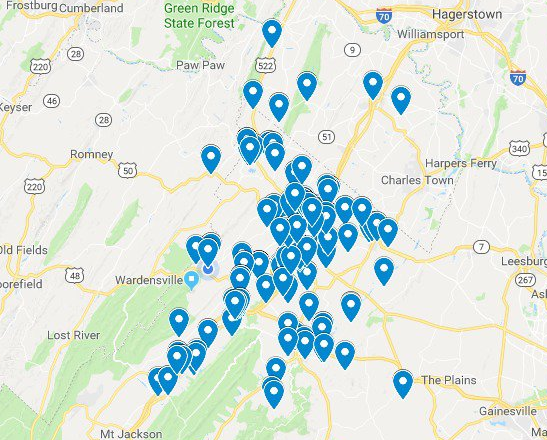 Frostburg
Cumberland
Green Ridge
State Forest
Hagerstown
70
Williamsport
220
28
522
9
70
Paw Paw
Keyser
46
28
51
340
15
Romney
50
Harpers Ferry
220
Charles Town
Old Fields
7
Leesburg
48
Wardensville
267
Lost River
The Plains
Gainesville
Mt Jackson